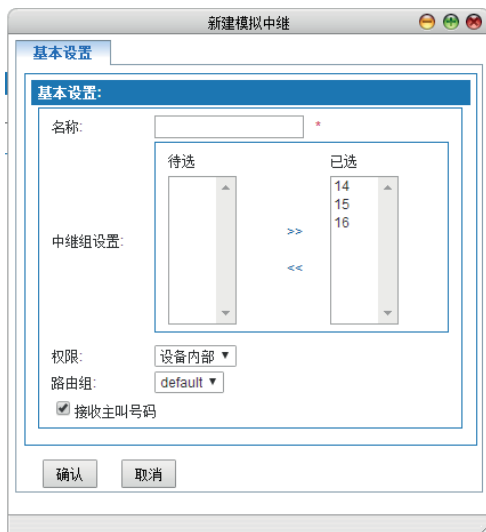 新建模拟中继
基本设置
基本设置:
名称: *
待选 已选
14
15
16
中继组设置: >>
<<
权限: 设备内部 ▼
路由组: default ▼
接收主叫号码
确认 取消